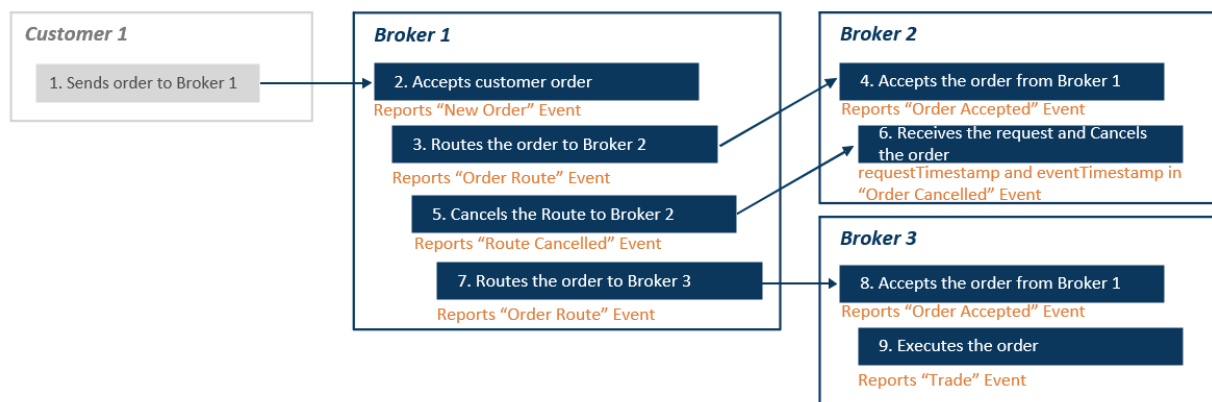 Customer 1
1. Sends order to Broker 1
Broker 1
2. Accepts customer order
Reports “New Order” Event
3. Routes the order to Broker 2
Reports “Order Route” Event
5. Cancels the Route to Broker 2
Reports “Route Cancelled” Event
7. Routes the order to Broker 3
Reports “Order Route” Event
Broker 2
4. Accepts the order from Broker 1
Reports “Order Accepted” Event
6. Receives the request and Cancels
the order
requestTimestamp and eventTimestamp in
“Order Cancelled” Event
Broker 3
8. Accepts the order from Broker 1
Reports “Order Accepted” Event
9. Executes the order
Reports “Trade” Event